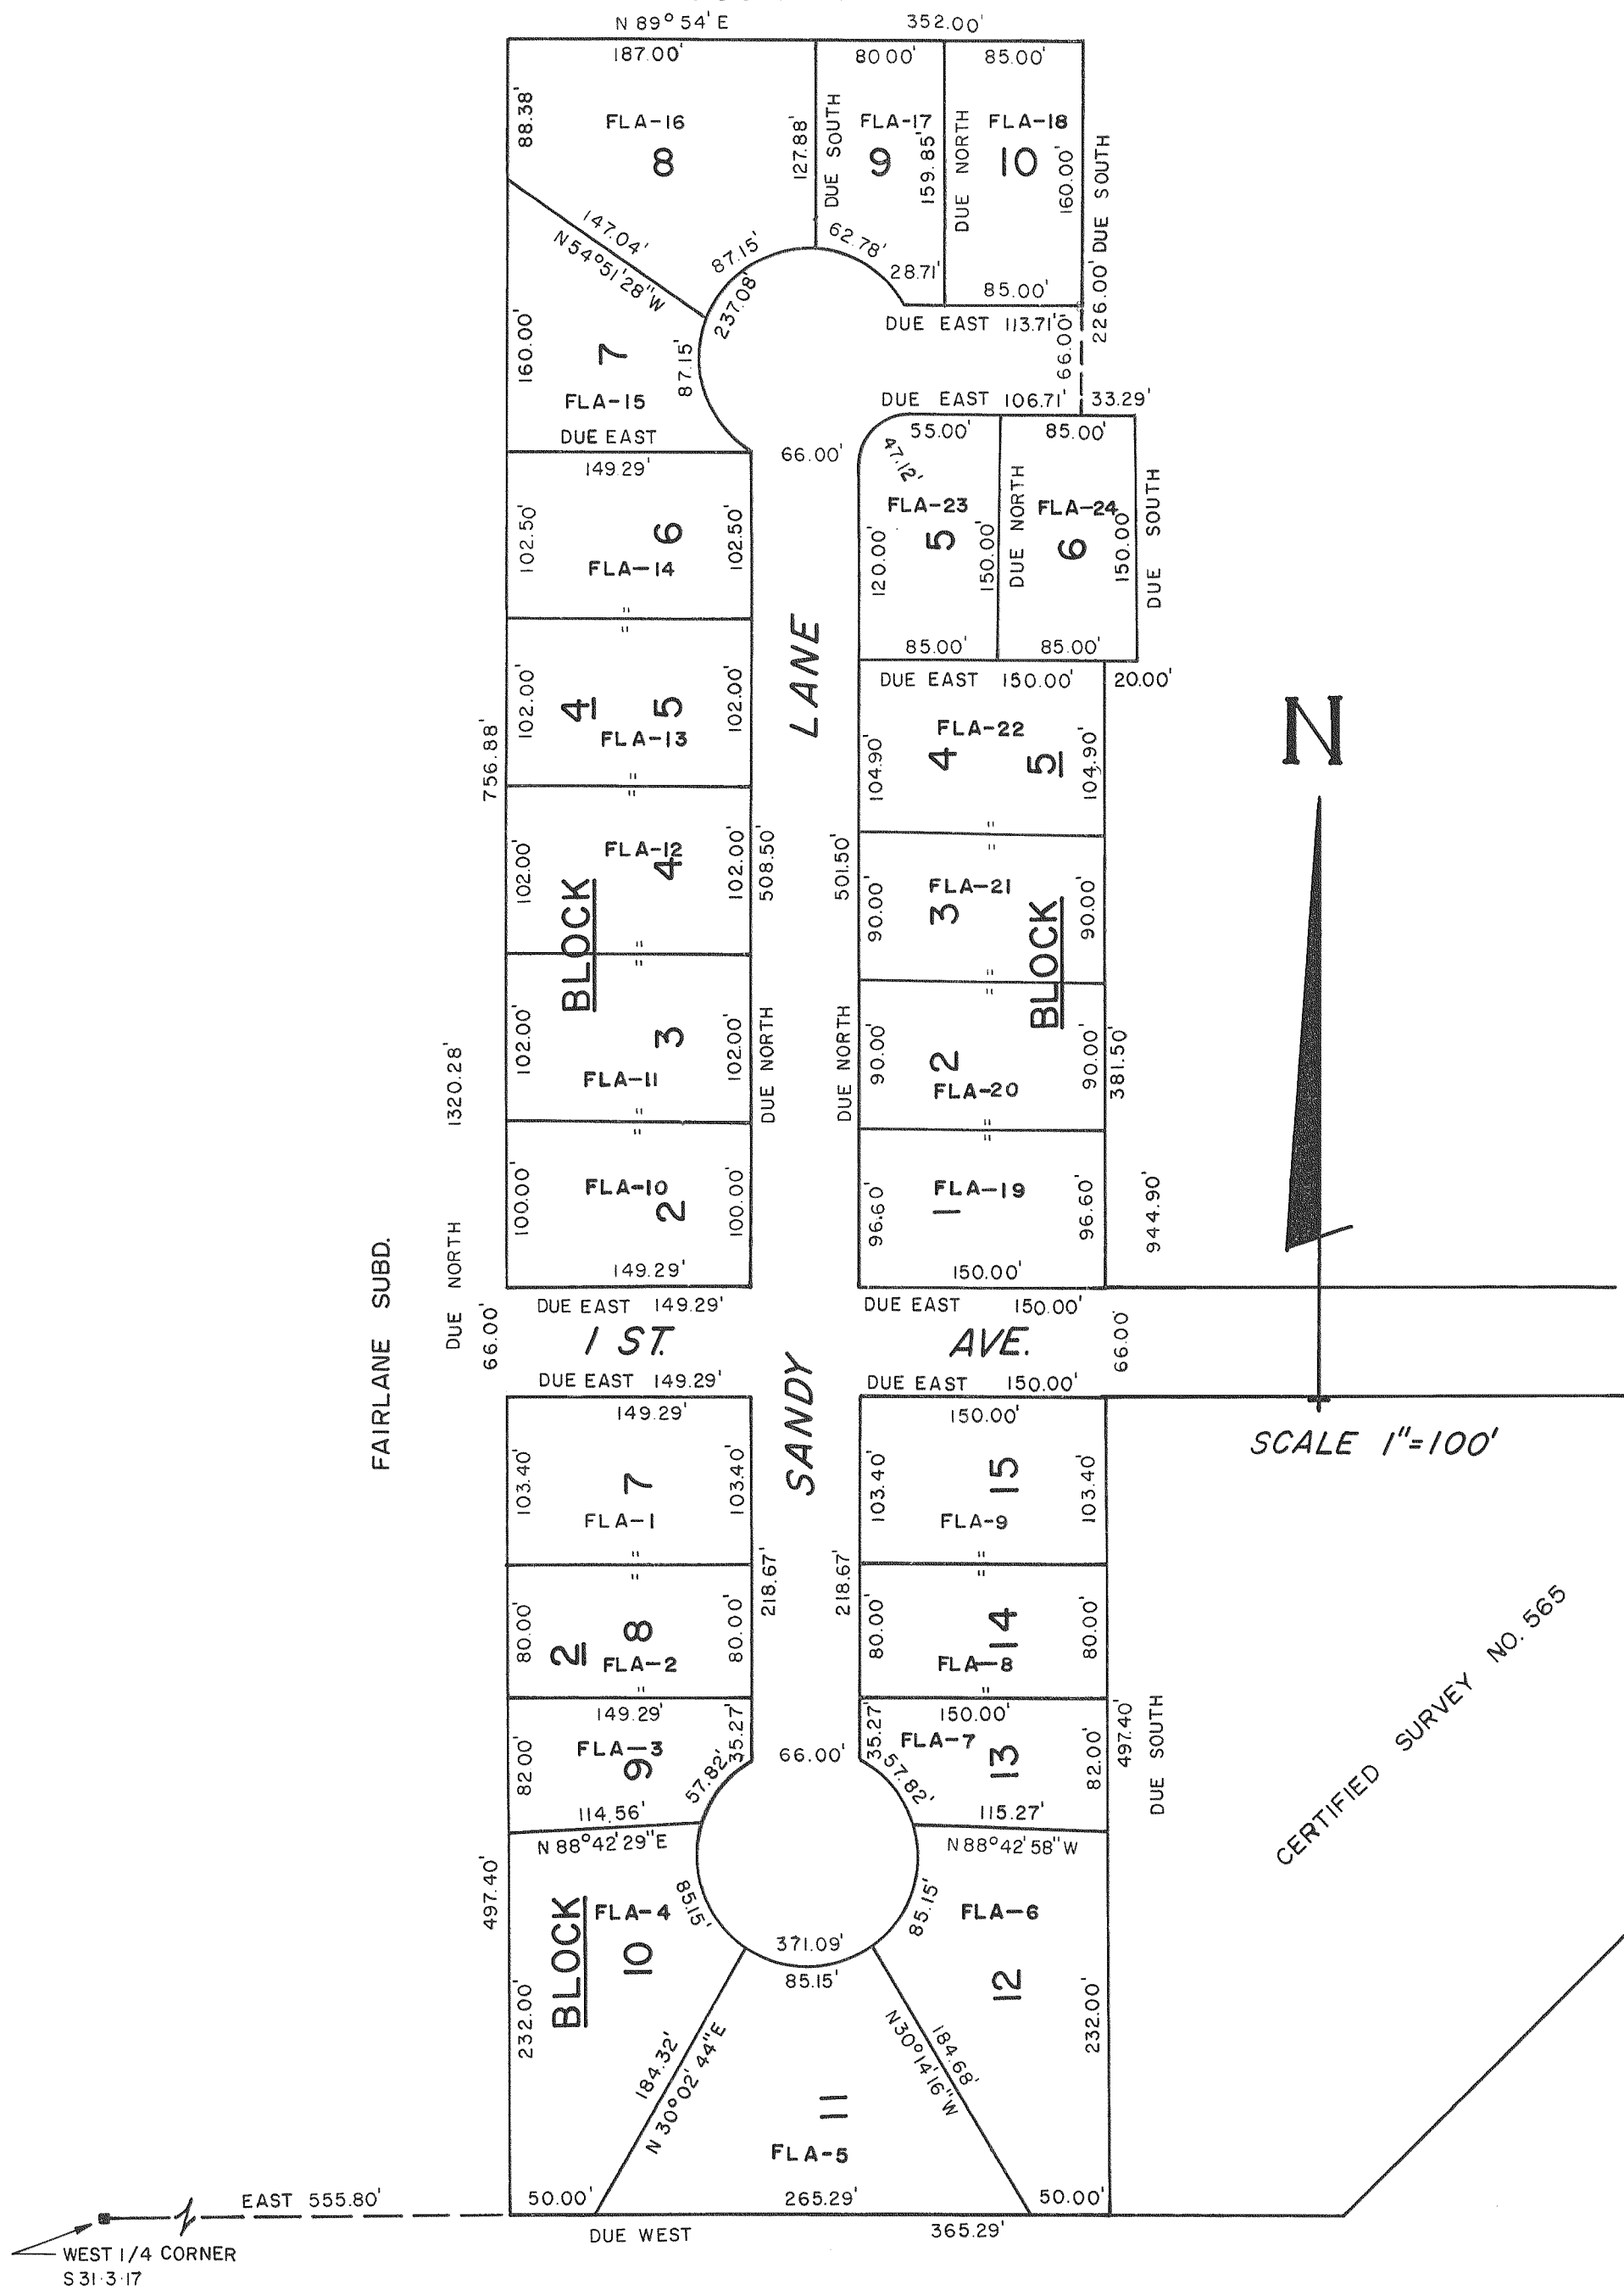 N 89° 54' E 352.00'
187.00' 80 00' 85.00'
88.38'
FLA-16
8
127.88'
DUE SOUTH
FLA-17
9
159.85'
DUE NORTH
FLA-18
10
160.00'
226.00' DUE SOUTH
147.04'
N 54° 51' 28" W
87.15'
237.08'
62.78'
28.71'
85.00'
DUE EAST 113.71'
66.00'
160.00'
7
FLA-15
87.15'
DUE EAST
149.29'
66.00'
DUE EAST 106.71' 33.29'
55.00' 85.00'
47.12'
FLA-23
5
120.00'
150.00'
DUE NORTH
FLA-24
6
150.00'
DUE SOUTH
85.00' 85.00'
DUE EAST 150.00' 20.00'
102.50'
6
FLA-14
102.50'
"
"
LANE
102.00'
4
5
FLA-13
102.00'
"
"
756.88'
FLA-22
104.90'
4
5
104.90'
"
"
N
102.00'
FLA-12
4
102.00'
508.50'
BLOCK
"
"
501.50'
90.00'
FLA-21
3
90.00'
BLOCK
"
"
102.00'
3
FLA-11
102.00'
DUE NORTH
"
"
DUE NORTH
90.00'
2
FLA-20
90.00'
381.50'
"
"
1320.28'
100.00'
FLA-10
2
100.00'
149.29'
FLA-19
1
96.60'
96.60'
150.00'
944.90'
FAIRLANE SUBD.
DUE NORTH
66.00'
DUE EAST 149.29'
DUE EAST 150.00'
1 ST. AVE.
66.00'
SANDY
DUE EAST 149.29'
DUE EAST 150.00'
149.29' 150.00'
SCALE 1"=100'
103.40'
7
FLA-1
103.40'
"
"
103.40'
15
FLA-9
103.40'
"
"
218.67' 218.67'
80.00'
2
8
FLA-2
80.00'
"
80.00'
14
FLA-8
80.00'
"
149.29'
FLA-3
9
82 00'
35.27'
57.82'
114.56'
N 88° 42' 29" E
66.00'
150.00'
FLA-7
13
35.27'
57.82'
82.00'
115.27'
N 88° 42' 58" W
497.40'
DUE SOUTH
CERTIFIED SURVEY NO. 565
497.40'
BLOCK
FLA-4
10
85.15'
232.00'
371.09'
85.15'
FLA-6
12
85.15'
232.00'
184.32'
N 30° 02' 44" E
184.68'
N 30° 14' 16" W
11
FLA-5
EAST 555.80'
50.00' 265.29' 50.00'
DUE WEST 365.29'
WEST 1/4 CORNER
S 31·3·17